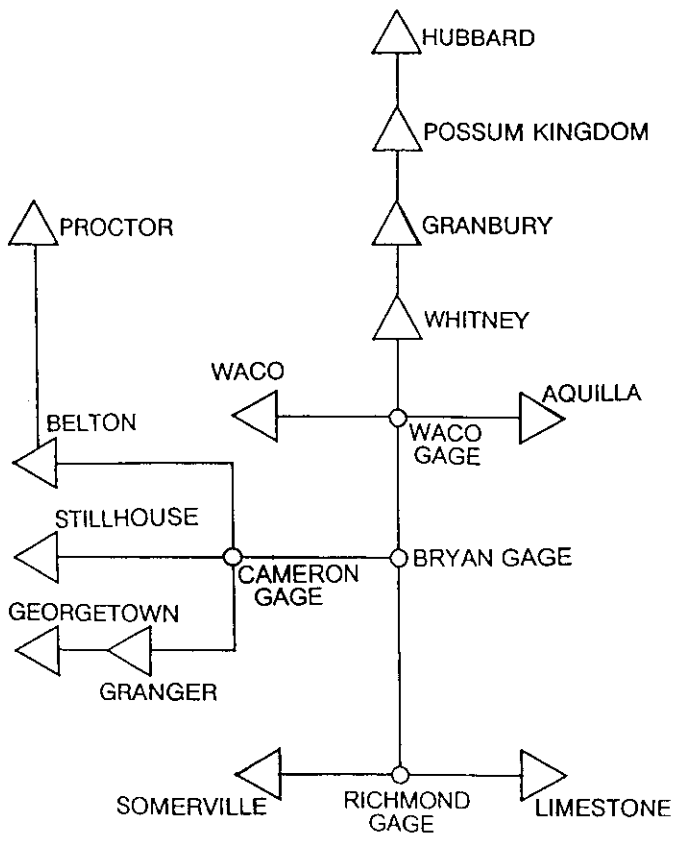 HUBBARD
POSSUM KINGDOM
PROCTOR
GRANBURY
WHITNEY
WACO
AQUILLA
BELTON
WACO
GAGE
STILLHOUSE
CAMERON
GAGE
BRYAN GAGE
GEORGETOWN
GRANGER
SOMERVILLE
RICHMOND
GAGE
LIMESTONE